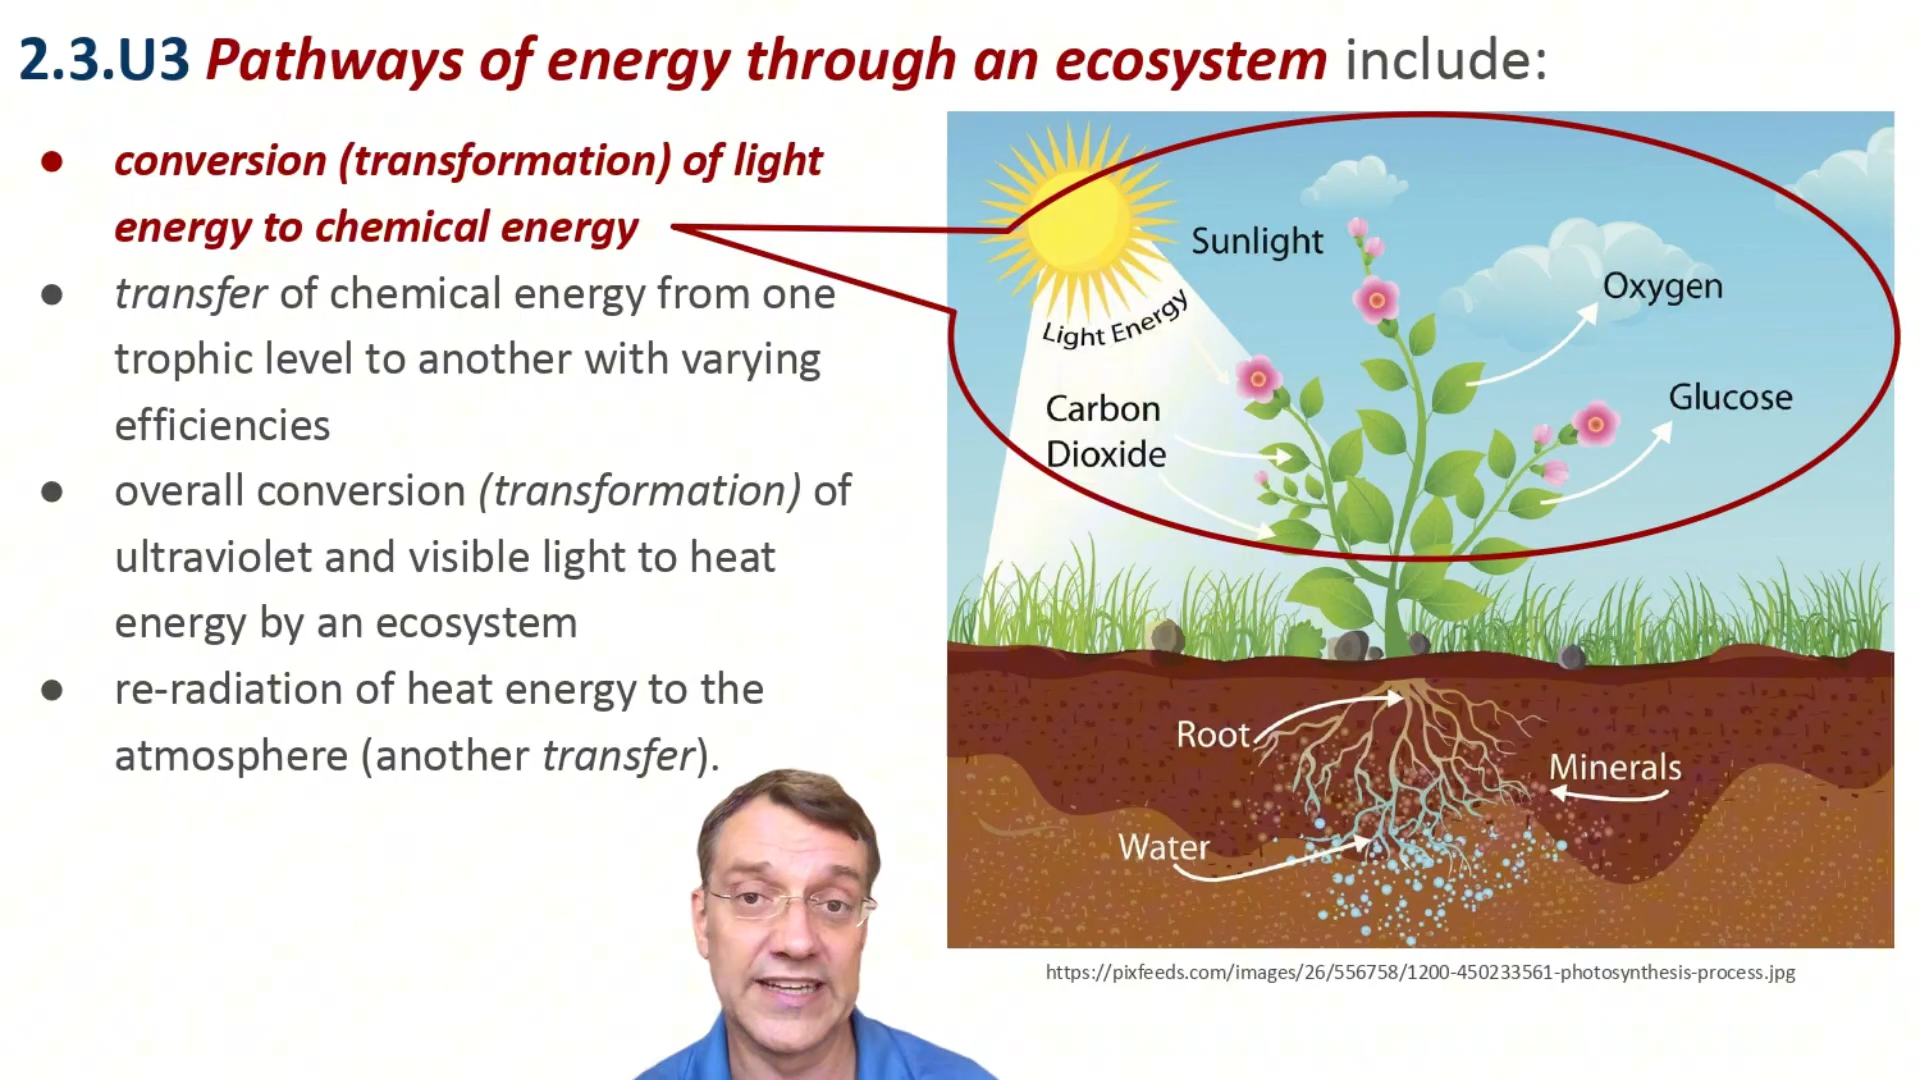 2.3.U3 Pathways of energy through an ecosystem include:
● conversion (transformation) of light
energy to chemical energy
● transfer of chemical energy from one
trophic level to another with varying
efficiencies
● overall conversion (transformation) of
ultraviolet and visible light to heat
energy by an ecosystem
● re-radiation of heat energy to the
atmosphere (another transfer).
Sunlight
Light Energy
Oxygen
Carbon
Dioxide
Glucose
Root
Minerals
Water
https://pixfeeds.com/images/26/556758/1200-450233561-photosynthesis-process.jpg